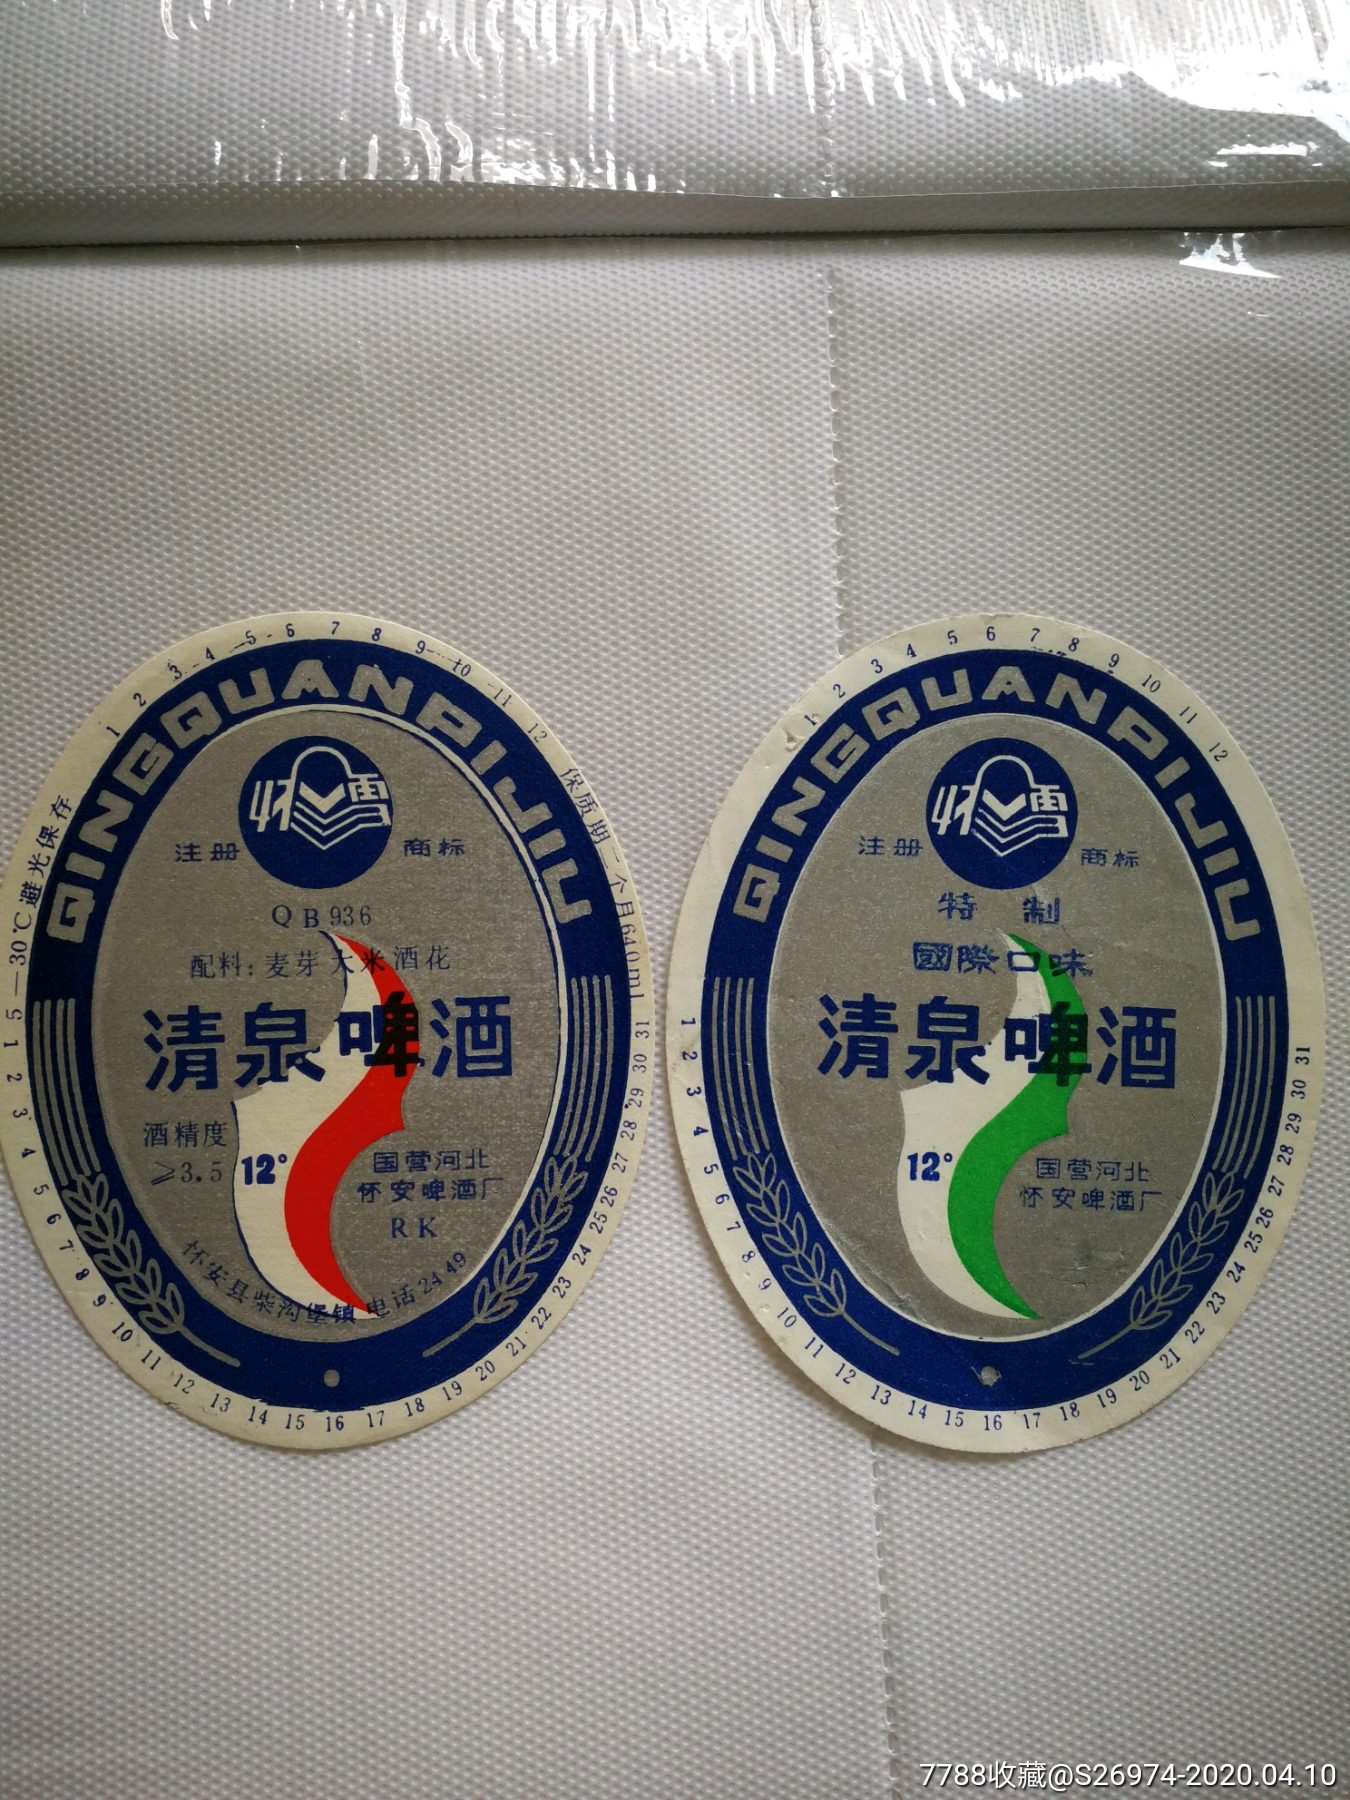 1 2 3 4 5 6 7 8 9 10 11 12
5—30℃避光保存
保质期二个月640ml
QINGQUANPIJIU
怀雪
注册 商标
QB936
配料:麦芽大米酒花
清泉啤酒
酒精度
≥3.5
12°
国营河北
怀安啤酒厂
RK
怀安县柴沟堡镇 电话2449
1 2 3 4 5 6 7 8 9 10 11 12 13 14 15 16 17 18 19 20 21 22 23 24 25 26 27 28 29 30 31
1 2 3 4 5 6 7 8 9 10 11 12
QINGQUANPIJIU
怀雪
注册 商标
特制
國際口味
清泉啤酒
12°
国营河北
怀安啤酒厂
1 2 3 4 5 6 7 8 9 10 11 12 13 14 15 16 17 18 19 20 21 22 23 24 25 26 27 28 29 30 31
7788收藏@S26974-2020.04.10